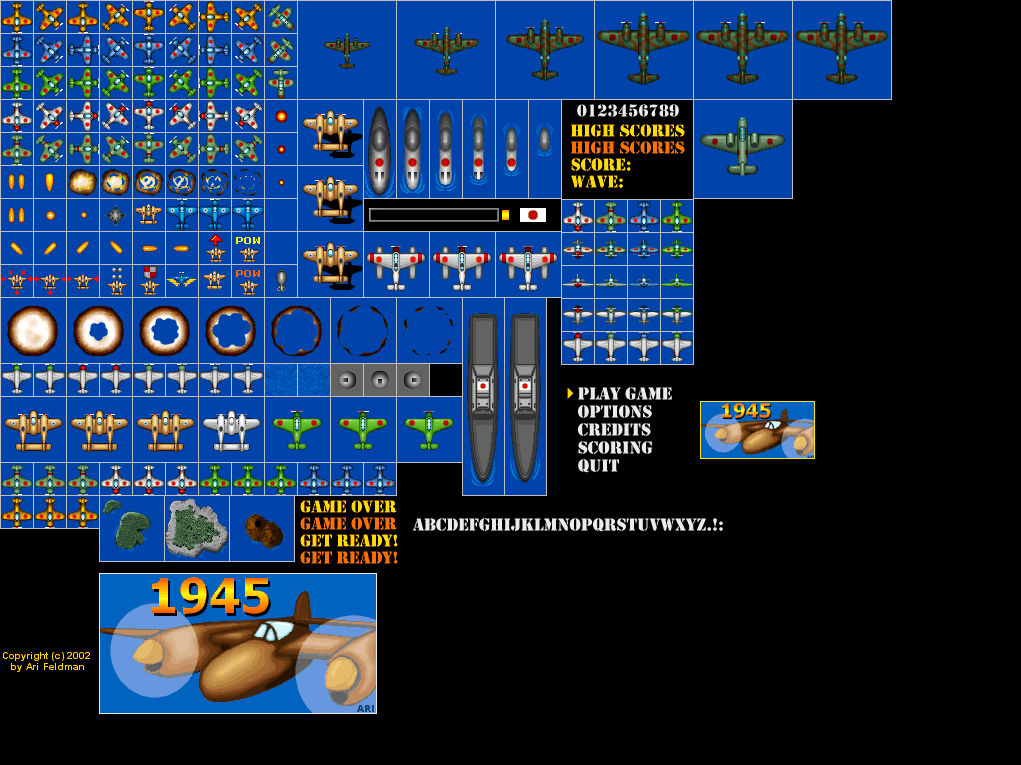 0123456789
HIGH SCORES
HIGH SCORES
SCORE:
WAVE:
POW
POW
PLAY GAME
OPTIONS
CREDITS
SCORING
QUIT
1945
GAME OVER
GAME OVER
GET READY!
GET READY!
ABCDEFGHIJKLMNOPQRSTUVWXYZ.!:
1945
Copyright (c) 2002
by Ari Feldman
ARI